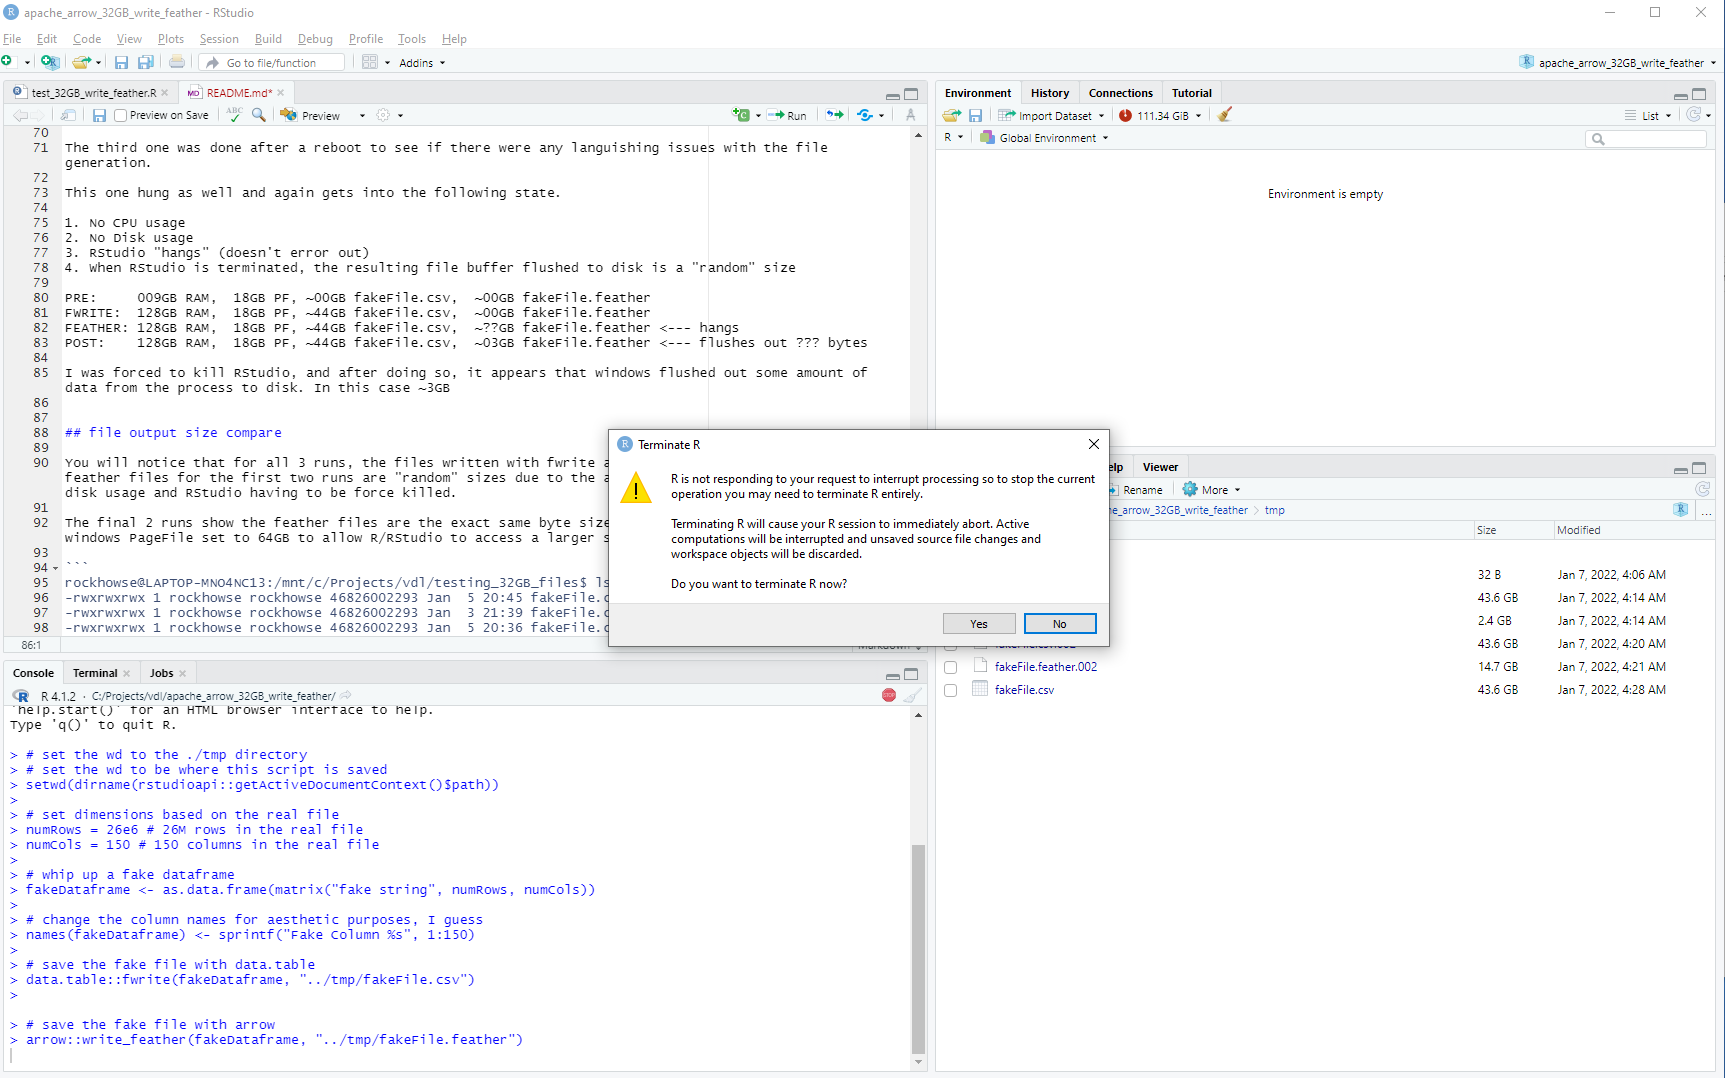 apache_arrow_32GB_write_feather - RStudio
File Edit Code View Plots Session Build Debug Profile Tools Help
Go to file/function Addins apache_arrow_32GB_write_feather
test_32GB_write_feather.R README.md*
Preview on Save ABC Preview Run
70
71 The third one was done after a reboot to see if there were any languishing issues with the file
generation.
72
73 This one hung as well and again gets into the following state.
74
75 1. No CPU usage
76 2. No Disk usage
77 3. RStudio "hangs" (doesn't error out)
78 4. When RStudio is terminated, the resulting file buffer flushed to disk is a "random" size
79
80 PRE: 009GB RAM, 18GB PF, ~00GB fakeFile.csv, ~00GB fakeFile.feather
81 FWRITE: 128GB RAM, 18GB PF, ~44GB fakeFile.csv, ~00GB fakeFile.feather
82 FEATHER: 128GB RAM, 18GB PF, ~44GB fakeFile.csv, ~??GB fakeFile.feather <--- hangs
83 POST: 128GB RAM, 18GB PF, ~44GB fakeFile.csv, ~03GB fakeFile.feather <--- flushes out ??? bytes
84
85 I was forced to kill RStudio, and after doing so, it appears that windows flushed out some amount of
data from the process to disk. In this case ~3GB
86
87
88 ## file output size compare
89
90 You will notice that for all 3 runs, the files written with fwrite a
feather files for the first two runs are "random" sizes due to the a
disk usage and RStudio having to be force killed.
91
92 The final 2 runs show the feather files are the exact same byte size
windows PageFile set to 64GB to allow R/RStudio to access a larger s
93
94 ```
95 rockhowse@LAPTOP-MNO4NC13:/mnt/c/Projects/vdl/testing_32GB_files$ ls
96 -rwxrwxrwx 1 rockhowse rockhowse 46826002293 Jan  5 20:45 fakeFile.c
97 -rwxrwxrwx 1 rockhowse rockhowse 46826002293 Jan  3 21:39 fakeFile.c
98 -rwxrwxrwx 1 rockhowse rockhowse 46826002293 Jan  5 20:36 fakeFile.c
86:1 Markdown
Console Terminal Jobs
R 4.1.2 · C:/Projects/vdl/apache_arrow_32GB_write_feather/ STOP
'help.start()' for an HTML browser interface to help.
Type 'q()' to quit R.
> # set the wd to the ./tmp directory
> # set the wd to be where this script is saved
> setwd(dirname(rstudioapi::getActiveDocumentContext()$path))
>
> # set dimensions based on the real file
> numRows = 26e6 # 26M rows in the real file
> numCols = 150 # 150 columns in the real file
>
> # whip up a fake dataframe
> fakeDataframe <- as.data.frame(matrix("fake string", numRows, numCols))
>
> # change the column names for aesthetic purposes, I guess
> names(fakeDataframe) <- sprintf("Fake Column %s", 1:150)
>
> # save the fake file with data.table
> data.table::fwrite(fakeDataframe, "../tmp/fakeFile.csv")
>
> # save the fake file with arrow
> arrow::write_feather(fakeDataframe, "../tmp/fakeFile.feather")
Environment History Connections Tutorial
Import Dataset 111.34 GiB List
R Global Environment
Environment is empty
Terminate R
R is not responding to your request to interrupt processing so to stop the current
operation you may need to terminate R entirely.
Terminating R will cause your R session to immediately abort. Active
computations will be interrupted and unsaved source file changes and
workspace objects will be discarded.
Do you want to terminate R now?
Yes No
elp Viewer
Rename More
he_arrow_32GB_write_feather > tmp ...
Size Modified
32 B Jan 7, 2022, 4:06 AM
43.6 GB Jan 7, 2022, 4:14 AM
2.4 GB Jan 7, 2022, 4:14 AM
fakeFile.csv.002 43.6 GB Jan 7, 2022, 4:20 AM
fakeFile.feather.002 14.7 GB Jan 7, 2022, 4:21 AM
fakeFile.csv 43.6 GB Jan 7, 2022, 4:28 AM